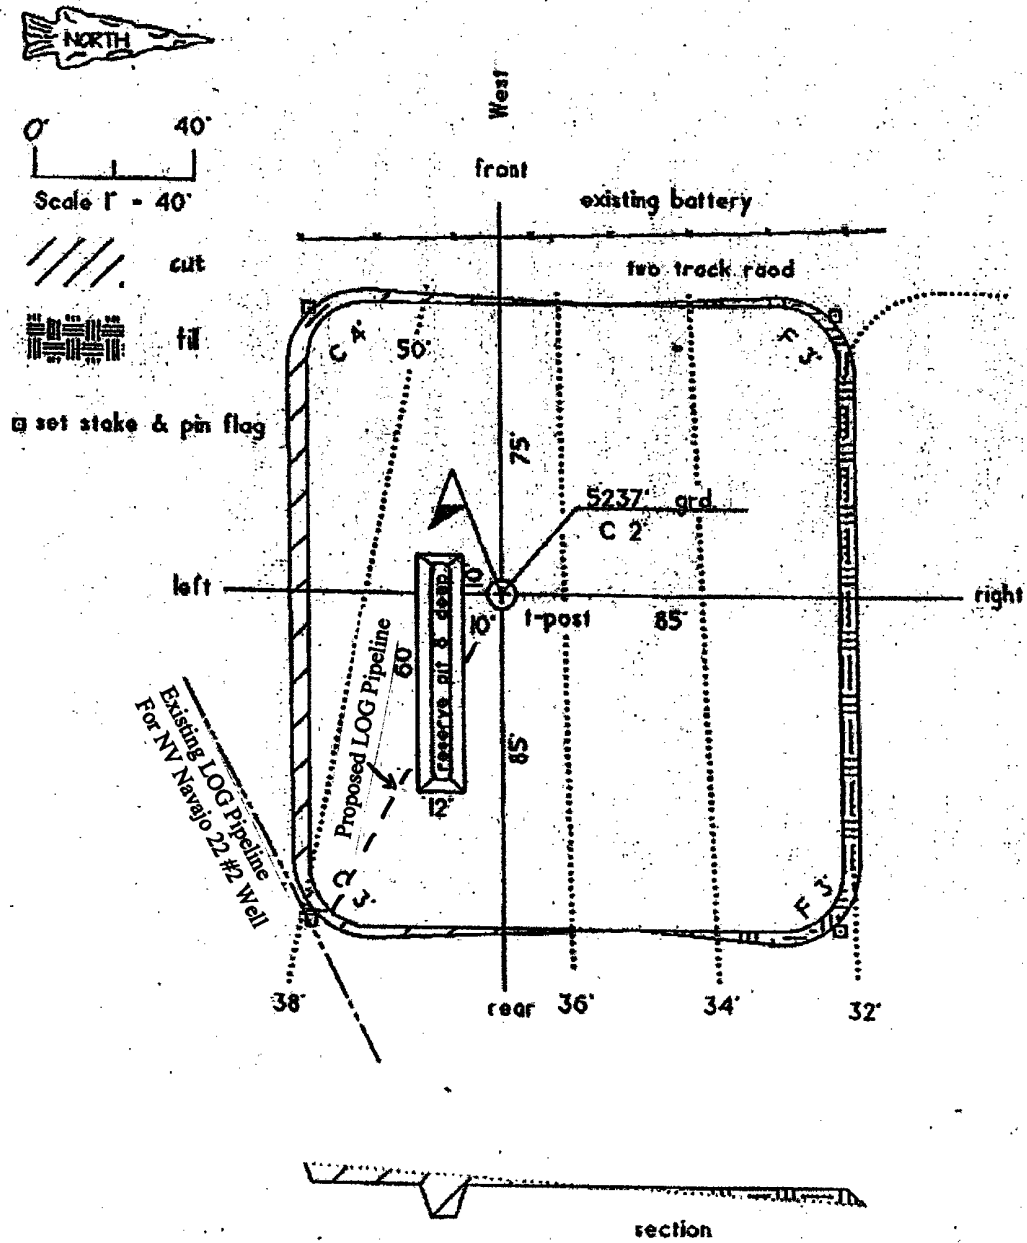 NORTH
West
0' 40'
front
Scale 1" = 40'
existing battery
cut
two track road
fill
C 4'
F 3'
50'
set stake & pin flag
75'
5237' grd.
C 2'
left
right
10'
t-post
85'
10'
60'
reserve pit 6' deep
Proposed LOG Pipeline
Existing LOG Pipeline
For NV Navajo 22 #2 Well
85'
12'
C 3'
F 3'
38'
rear
36'
34'
32'
section